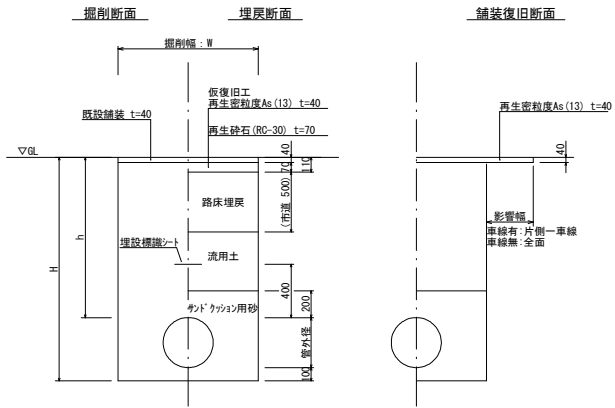 掘削断面
埋戻断面
舗装復旧断面
掘削幅：W
仮復旧工
再生密粒度As(13) t=40
既設舗装 t=40
再生砕石(RC-30) t=70
再生密粒度As(13) t=40
▽GL
40
70
110
40
路床埋戻
(市道 500)
影響幅
車線有:片側一車線
車線無:全面
埋設標識シート
流用土
h
H
400
200
サンドクッション用砂
管外径
100